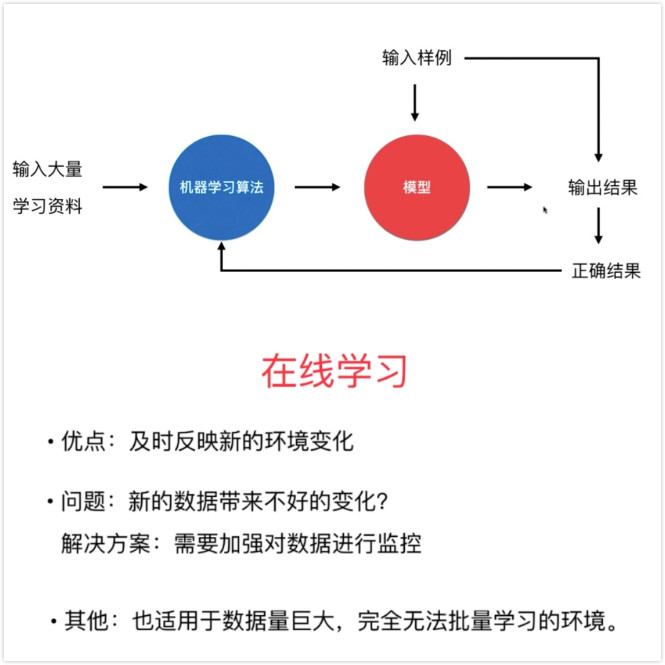 输入样例
输入大量
学习资料
机器学习算法
模型
输出结果
正确结果
在线学习
• 优点：及时反映新的环境变化
• 问题：新的数据带来不好的变化？
解决方案：需要加强对数据进行监控
• 其他：也适用于数据量巨大，完全无法批量学习的环境。